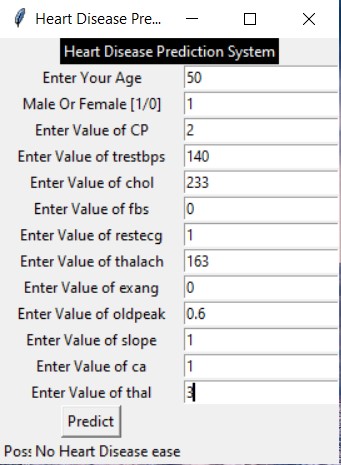 Heart Disease Pre...
Heart Disease Prediction System
Enter Your Age 50
Male Or Female [1/0] 1
Enter Value of CP 2
Enter Value of trestbps 140
Enter Value of chol 233
Enter Value of fbs 0
Enter Value of restecg 1
Enter Value of thalach 163
Enter Value of exang 0
Enter Value of oldpeak 0.6
Enter Value of slope 1
Enter Value of ca 1
Enter Value of thal 3
Predict
Pos: No Heart Disease ease